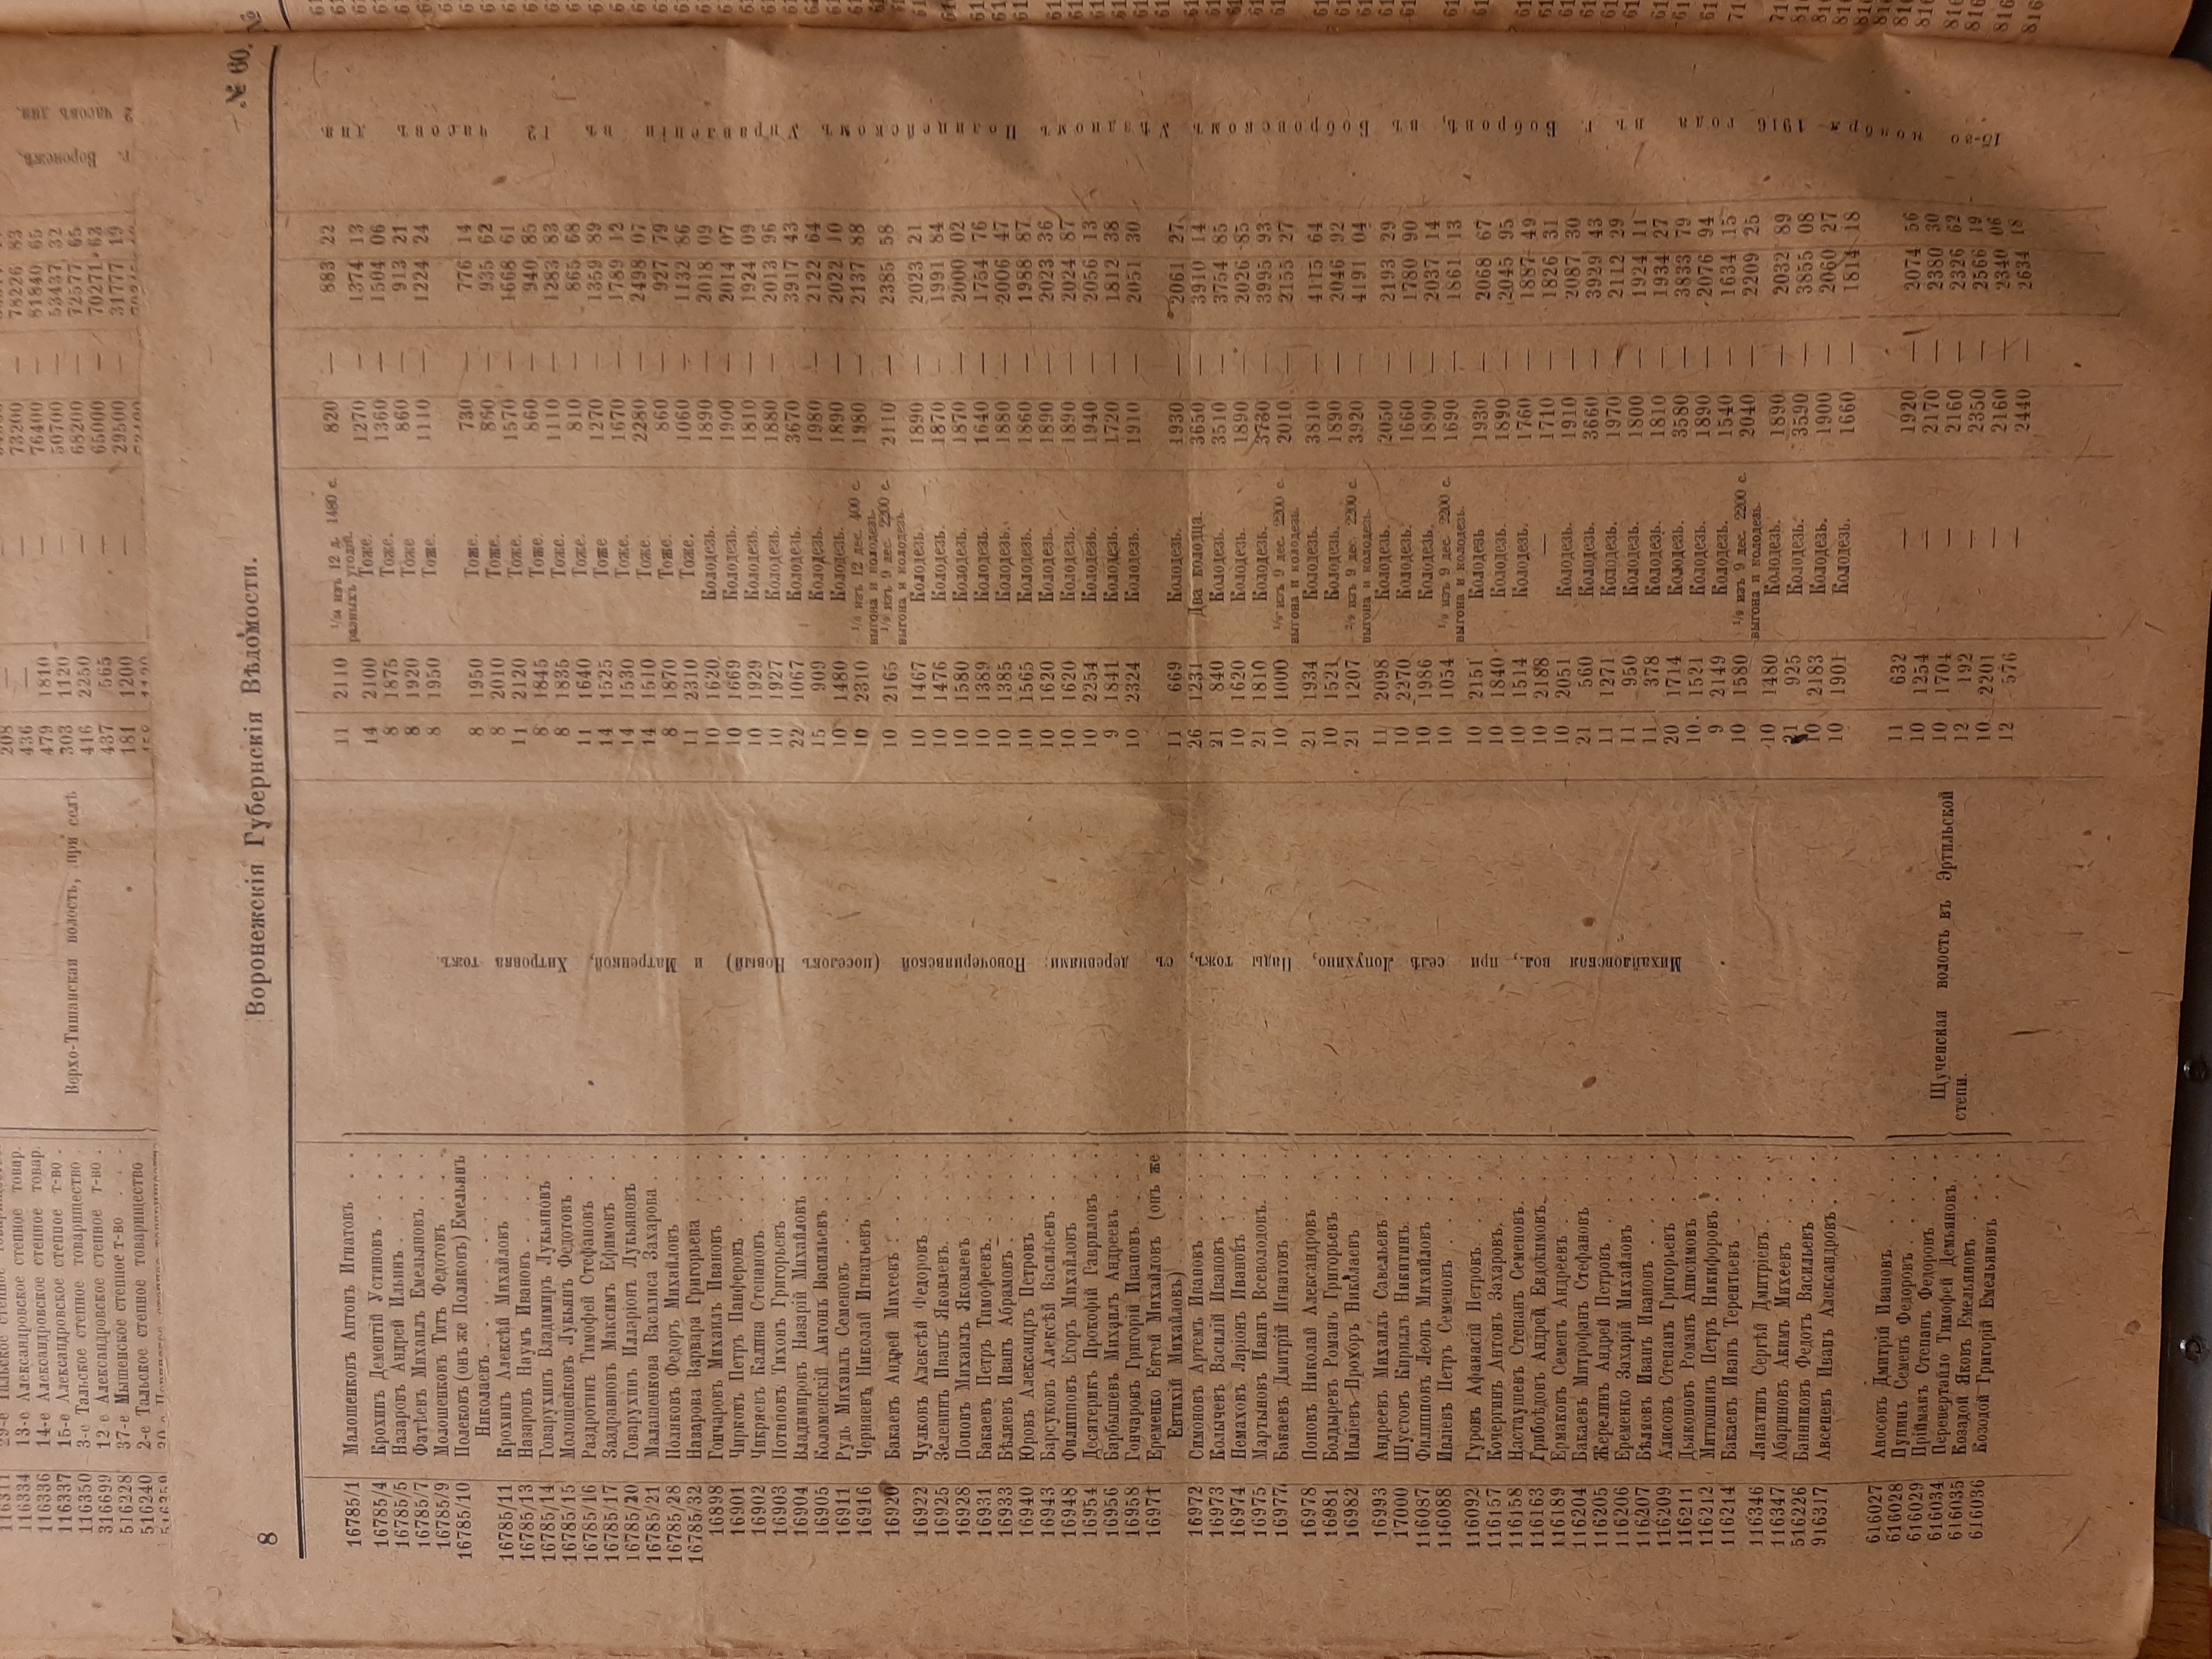 116334 13-е Александровское степное товар. 436 — — 73200 — 78226 83
116336 14-е Александровское степное товар. 479 1810 — 76400 — 81840 65
116337 15-е Александровское степное т-во . 303 1120 — 50700 — 53437 32
116350 3-е Тальское степное товарищество 416 2250 — 68200 — 72577 65
316699 12 е Александровское степное т-во . 437 565 — 65000 — 70271 63
516228 37-е Мышенское степное т-во 181 1200 — 29500 — 31777 19
516240 2-е Тальское степное товарищество
Верхо-Тишанская волость, при селѣ
г. Воронежѣ.
2 часовъ дня.
8 Воронежскія Губернскія Вѣдомости. № 60.
16785/1 Малошенковъ Антонъ Игнатовъ . . 11 2110 1/54 изъ 12 д. 1480 с. 820 — 883 22
разныхъ угодій.
16785/4 Крохинъ Дементій Устиновъ . . . . 14 2100 Тоже. 1270 — 1374 13
16785/5 Назаровъ Андрей Ильинъ . . . . . 8 1875 Тоже. 1360 — 1504 06
16785/7 Фатѣевъ Михаилъ Емельяновъ . . . 8 1920 Тоже 860 — 913 21
16785/9 Молошенковъ Титъ Федотовъ . . . 8 1950 Тоже. 1110 — 1224 24
16785/10 Полековъ (онъ же Поляковъ) Емельянъ
Николаевъ . . . . . . . . . . 8 1950 Тоже. 730 — 776 14
16785/11 Крохинъ Алексѣй Михайловъ . . . 8 2010 Тоже. 860 — 935 62
16785/13 Назаровъ Наумъ Ивановъ . . . . . 11 2120 Тоже. 1570 — 1668 61
16785/14 Говарухинъ Владимиръ Лукьяновъ . 8 1845 Тоже. 860 — 940 85
16785/15 Молошенковъ Лукьянъ Федотовъ . 8 1835 Тоже. 1110 — 1283 83
16785/16 Раздрогинъ Тимофей Стефановъ . . 11 1640 Тоже. 810 — 865 68
16785/17 Заздравновъ Максимъ Ефимовъ . . 14 1525 Тоже 1270 — 1359 89
16785/20 Говарухинъ Илларіонъ Лукьяновъ . 14 1530 Тоже. 1670 — 1789 12
16785/21 Малашенкова Василиса Захарова . . 14 1510 Тоже. 2280 — 2498 07
16785/28 Поляковъ Федоръ Михайловъ . . . 8 1870 Тоже. 860 — 927 79
16785/32 Назарова Варвара Григорьева . . . 11 2310 Тоже. 1060 — 1132 86
16898 Гончаровъ Михаилъ Ивановъ . . . 10 1620 Колодезь. 1890 — 2018 09
16901 Чирковъ Петръ Панферовъ . . . . 10 1669 Колодезь. 1900 — 2014 07
16902 Чикряевъ Калина Степановъ . . . . 10 1929 Колодезь. 1810 — 1924 09
16903 Потаповъ Тихонъ Григорьевъ . . . 10 1927 Колодезь. 1880 — 2013 96
16904 Владимировъ Назарій Михайловъ . . 22 1067 Колодезь. 3670 — 3917 43
16905 Коломенскій Антонъ Васильевъ . . . 15 909 Колодезь. 1980 — 2122 64
16911 Рудь Михаилъ Семеновъ . . . . . 10 1480 Колодезь. 1890 — 2022 10
16916 Черняевъ Николай Игнатьевъ . . . 10 2310 1/6 изъ 12 дес. 400 с. 1980 — 2137 88
выгона и колодезь.
16920 Бакаевъ Андрей Михеевъ . . . . . 10 2165 1/9 изъ 9 дес. 2200 с. 2110 — 2385 58
выгона и колодезь.
16922 Чулковъ Алексѣй Федоровъ . . . . 10 1467 Колодезь. 1890 — 2023 21
16925 Зеленинъ Иванъ Яковлевъ. . . . . 10 1476 Колодезь. 1870 — 1991 84
16928 Поповъ Михаилъ Яковлевъ . . . . 10 1580 Колодезь. 1870 — 2000 02
16931 Бакаевъ Петръ Тимофеевъ. . . . . 10 1389 Колодезь. 1640 — 1754 76
16933 Бѣляевъ Иванъ Абрамовъ . . . . . 10 1385 Колодезь. 1880 — 2006 47
16940 Юровъ Александръ Петровъ . . . . 10 1565 Колодезь. 1860 — 1988 87
16943 Барсуковъ Алексѣй Васильевъ . . . 10 1620 Колодезь. 1890 — 2023 36
16948 Филипповъ Егоръ Михайловъ . . . 10 1620 Колодезь. 1890 — 2024 87
16954 Десятерикъ Прокофій Гавриловъ . . 10 2254 Колодезь. 1940 — 2056 13
16956 Барбышевъ Михаилъ Андреевъ . . . 9 1841 Колодезь. 1720 — 1812 38
16958 Гончаровъ Григорій Ивановъ. . . . 10 2324 Колодезь. 1910 — 2051 30
16971 Еременко Евтей Михайловъ (онъ же
Евтихій Михайловъ) . . . . . . 11 669 Колодезь. 1930 — 2061 27
16972 Симоновъ Артемъ Ивановъ . . . . 26 1231 Два колодца. 3650 — 3910 14
16973 Колычевъ Василій Ивановъ . . . . 21 840 Колодезь. 3510 — 3754 85
16974 Немаховъ Ларіонъ Ивановъ . . . . 10 1620 Колодезь. 1890 — 2026 85
16975 Мартыновъ Иванъ Всеволодовъ. . . 21 1810 Колодезь. 3730 — 3995 93
16977 Бакаевъ Дмитрій Игнатовъ . . . . 10 1000 1/9 изъ 9 дес. 2200 с. 2010 — 2155 27
выгона и колодезь.
16978 Поповъ Николай Александровъ . . 21 1934 Колодезь. 3810 — 4115 64
16981 Болдыревъ Романъ Григорьевъ . . . 10 1521 Колодезь. 1890 — 2046 92
16982 Ивліевъ Прохоръ Николаевъ . . . 21 1207 2/9 изъ 9 дес. 2200 с. 3920 — 4191 04
выгона и колодезь.
16993 Андреевъ Михаилъ Савельевъ . . . 11 2098 Колодезь. 2050 — 2193 29
17000 Шустовъ Кириллъ Никитинъ. . . . 10 2270 Колодезь. 1660 — 1780 90
116087 Филипповъ Леонъ Михайловъ . . . 10 1986 Колодезь. 1890 — 2037 14
116088 Ивліевъ Петръ Семеновъ . . . . . 10 1054 1/9 изъ 9 дес. 2200 с. 1690 — 1861 13
выгона и колодезь.
116092 Гуровъ Афанасій Петровъ. . . . . 10 2151 Колодезь 1930 — 2068 67
116157 Кочергинъ Антонъ Захаровъ. . . . 10 1840 Колодезь. 1890 — 2045 95
116158 Настаушевъ Степанъ Семеновъ. . . 10 1514 Колодезь. 1760 — 1887 49
116163 Грибоѣдовъ Андрей Евдокимовъ. . . 10 2188 — 1710 — 1826 31
116189 Ермаковъ Семенъ Андреевъ . . . . 10 2051 Колодезь. 1910 — 2087 30
116204 Бакаевъ Митрофанъ Стефановъ . . 21 560 Колодезь. 3660 — 3929 43
116205 Жерелинъ Андрей Петровъ . . . . 11 1271 Колодезь. 1970 — 2112 29
116206 Еременко Захарій Михайловъ . . . 11 950 Колодезь. 1800 — 1924 11
116207 Бѣляевъ Иванъ Ивановъ . . . . . 11 378 Колодезь. 1810 — 1934 27
116209 Алисовъ Степанъ Григорьевъ . . . 20 1714 Колодезь. 3580 — 3833 79
116211 Дьяконовъ Романъ Анисимовъ . . . 10 1521 Колодезь. 1890 — 2076 94
116212 Митюшинъ Петръ Никифоровъ . . . 9 2149 Колодезь. 1540 — 1634 15
116214 Бакаевъ Иванъ Терентьевъ . . . . 10 1580 1/9 изъ 9 дес. 2200 с. 2040 — 2209 25
выгона и колодезь.
116346 Лапатинъ Сергѣй Дмитріевъ . . . . 10 1480 Колодезь. 1890 — 2032 89
116347 Абариновъ Акимъ Михеевъ . . . . 21 925 Колодезь. 3590 — 3855 08
516226 Банниковъ Федотъ Васильевъ . . . 10 2183 Колодезь. 1900 — 2060 27
916317 Авсеневъ Иванъ Александровъ . . . 10 1901 Колодезь. 1660 — 1814 18
Михайловская вол., при селѣ Лопухино, Пады тожъ, съ деревнями: Новочернявской (поселокъ Новый) и Матренкой, Хитровка тожъ.
616027 Аносовъ Дмитрій Ивановъ. . . . . 11 632 — 1920 — 2074 56
616028 Пупинъ Семенъ Федоровъ . . . . . 10 1254 — 2170 — 2380 30
616029 Пріймакъ Степанъ Федоровъ. . . . 10 1704 — 2160 — 2326 62
616034 Перевертайло Тимофей Демьяновъ. . 12 192 — 2350 — 2566 19
616035 Козадой Яковъ Емельяновъ . . . . 10 2201 — 2160 — 2340 06
616036 Козодой Григорій Емельяновъ . . . 12 576 — 2440 — 2634 18
Щученская волость въ Эртильской
степи.
15-го ноября 1916 года въ г. Бобровѣ, въ Бобровскомъ Уѣздномъ Полицейскомъ Управленіи въ 12 часовъ дня.